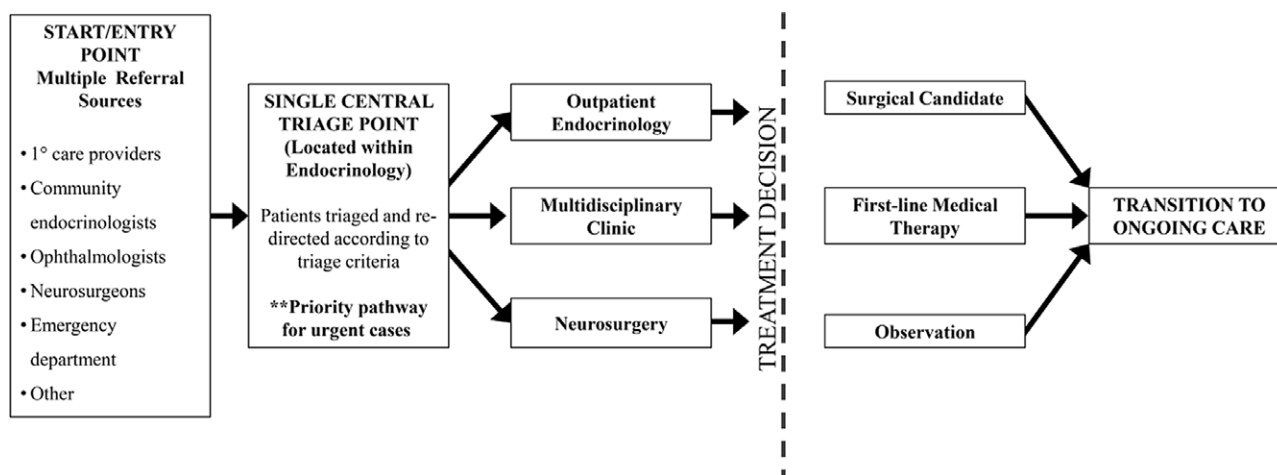 START/ENTRY
POINT
Multiple Referral
Sources
• 1° care providers
• Community
endocrinologists
• Ophthalmologists
• Neurosurgeons
• Emergency
department
• Other
SINGLE CENTRAL
TRIAGE POINT
(Located within
Endocrinology)
Patients triaged and re-
directed according to
triage criteria
**Priority pathway
for urgent cases
Outpatient
Endocrinology
Multidisciplinary
Clinic
Neurosurgery
TREATMENT DECISION
Surgical Candidate
First-line Medical
Therapy
Observation
TRANSITION TO
ONGOING CARE